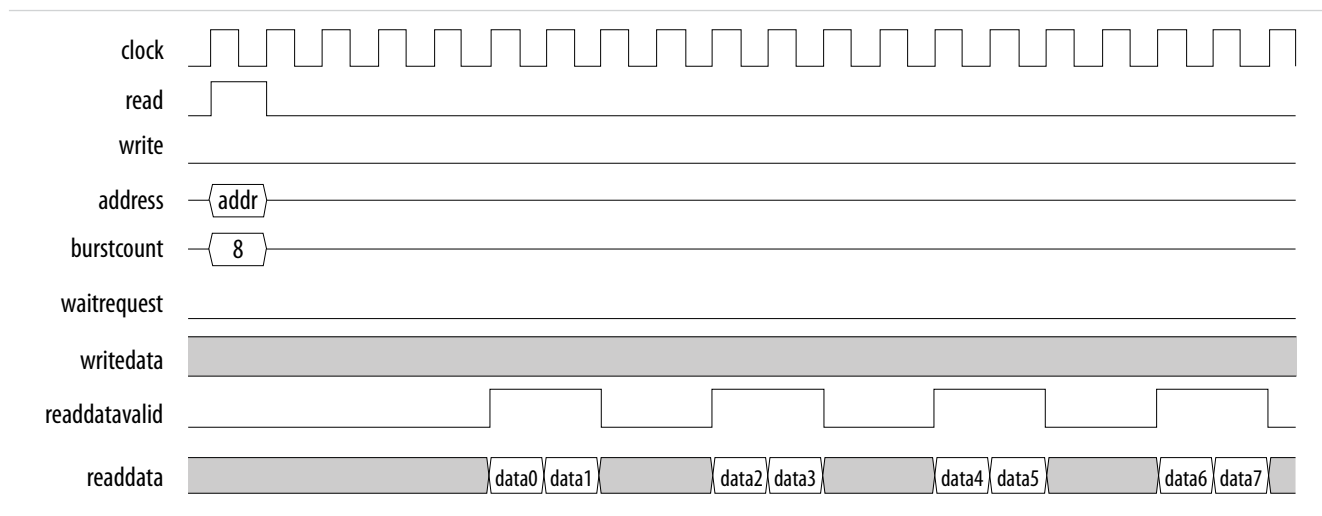 clock
read
write
address addr
burstcount 8
waitrequest
writedata
readdatavalid
readdata data0 data1 data2 data3 data4 data5 data6 data7